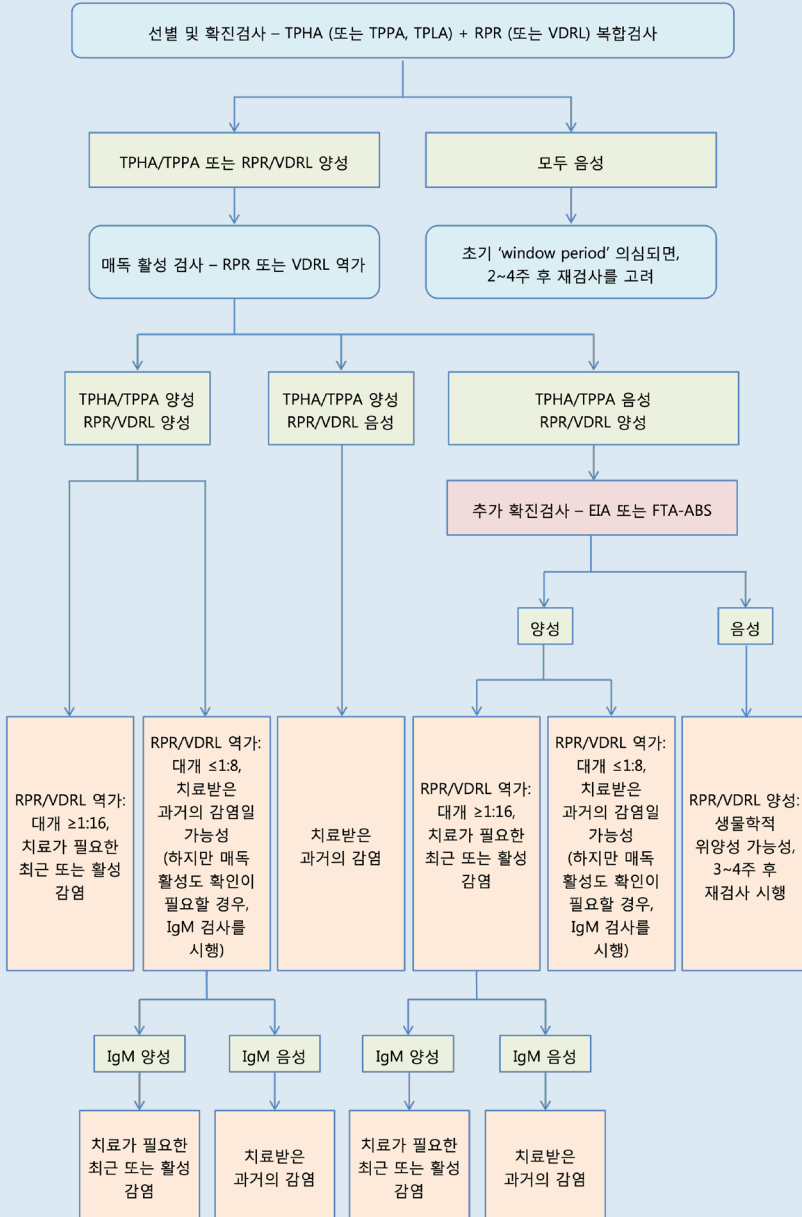 선별 및 확진검사 – TPHA (또는 TPPA, TPLA) + RPR (또는 VDRL) 복합검사
TPHA/TPPA 또는 RPR/VDRL 양성
모두 음성
매독 활성 검사 – RPR 또는 VDRL 역가
초기 ‘window period’ 의심되면,
2~4주 후 재검사를 고려
TPHA/TPPA 양성
RPR/VDRL 양성
TPHA/TPPA 양성
RPR/VDRL 음성
TPHA/TPPA 음성
RPR/VDRL 양성
추가 확진검사 – EIA 또는 FTA-ABS
양성
음성
RPR/VDRL 역가:
대개 ≥1:16,
치료가 필요한
최근 또는 활성
감염
RPR/VDRL 역가:
대개 ≤1:8,
치료받은
과거의 감염일
가능성
(하지만 매독
활성도 확인이
필요할 경우,
IgM 검사를
시행)
치료받은
과거의 감염
RPR/VDRL 역가:
대개 ≥1:16,
치료가 필요한
최근 또는 활성
감염
RPR/VDRL 역가:
대개 ≤1:8,
치료받은
과거의 감염일
가능성
(하지만 매독
활성도 확인이
필요할 경우,
IgM 검사를
시행)
RPR/VDRL 양성:
생물학적
위양성 가능성,
3~4주 후
재검사 시행
IgM 양성
IgM 음성
IgM 양성
IgM 음성
치료가 필요한
최근 또는 활성
감염
치료받은
과거의 감염
치료가 필요한
최근 또는 활성
감염
치료받은
과거의 감염